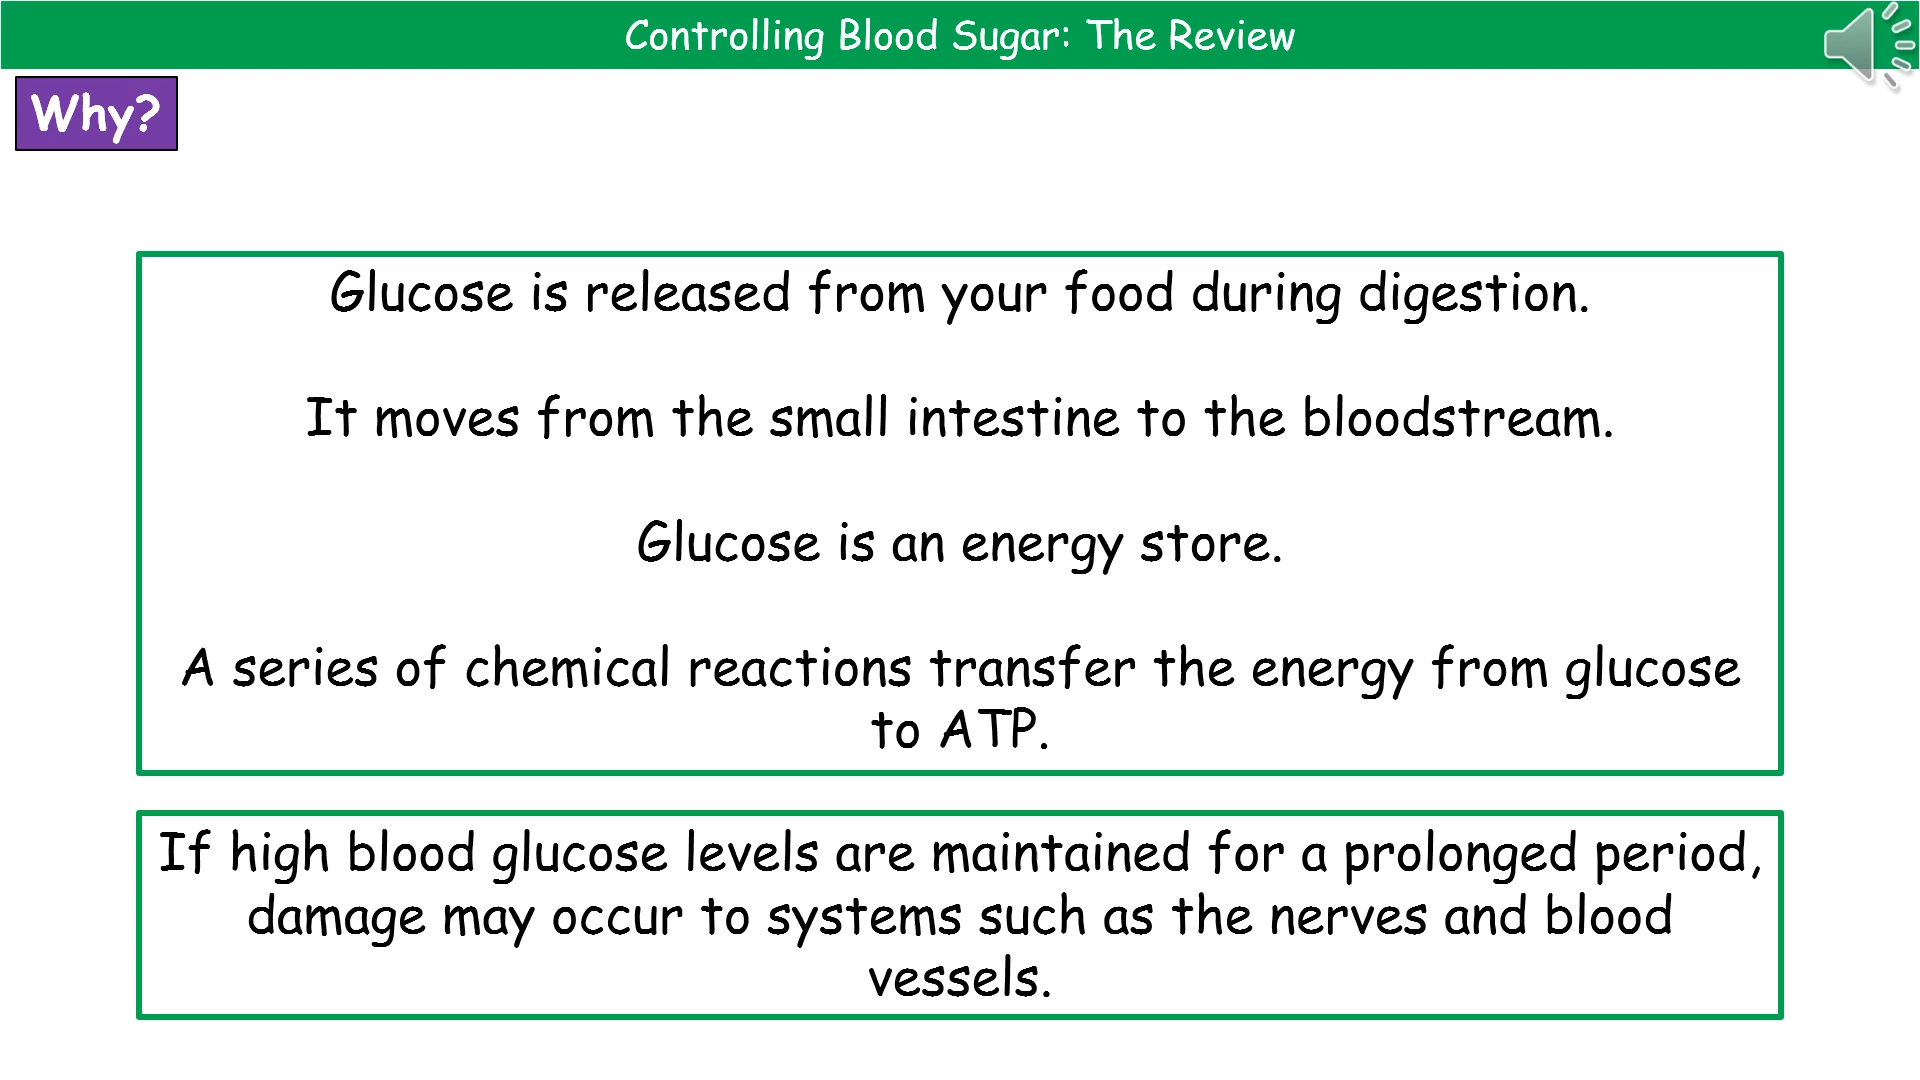 Controlling Blood Sugar: The Review
Why?
Glucose is released from your food during digestion.
It moves from the small intestine to the bloodstream.
Glucose is an energy store.
A series of chemical reactions transfer the energy from glucose
to ATP.
If high blood glucose levels are maintained for a prolonged period,
damage may occur to systems such as the nerves and blood
vessels.